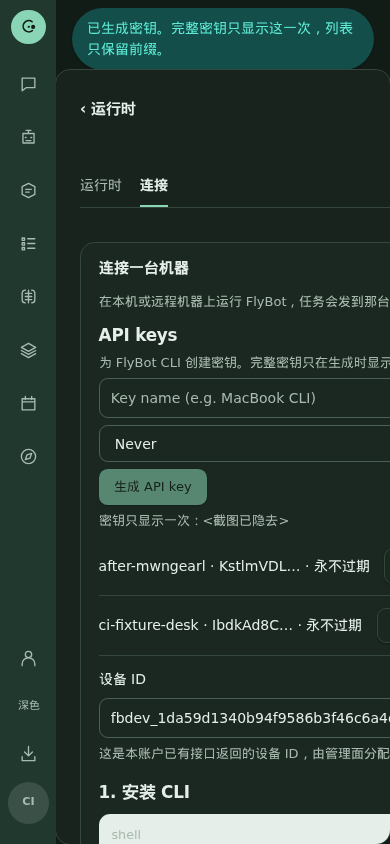 已生成密钥。完整密钥只显示这一次，列表
只保留前缀。
‹ 运行时
运行时 连接
连接一台机器
在本机或远程机器上运行 FlyBot，任务会发到那台
API keys
为 FlyBot CLI 创建密钥。完整密钥只在生成时显示
Key name (e.g. MacBook CLI)
Never
生成 API key
密钥只显示一次：<截图已隐去>
after-mwngearl · KstlmVDL… · 永不过期
ci-fixture-desk · IbdkAd8C… · 永不过期
设备 ID
fbdev_1da59d1340b94f9586b3f46c6a4
这是本账户已有接口返回的设备 ID，由管理面分配
深色
1. 安装 CLI
CI
shell